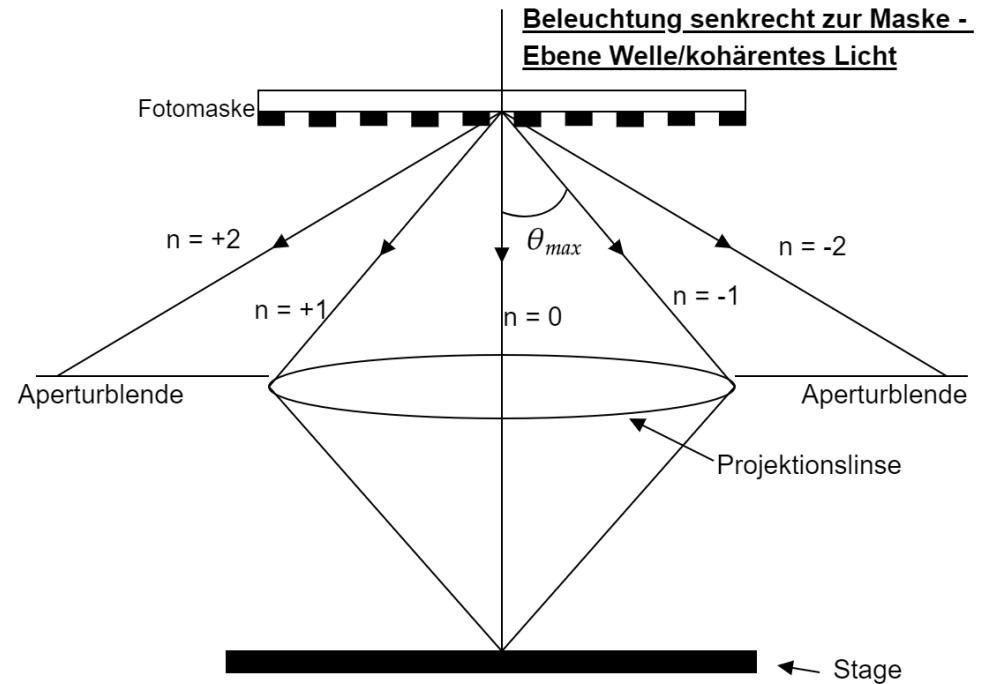 Beleuchtung senkrecht zur Maske -
Ebene Welle/kohärentes Licht
Fotomaske
θmax
n = +2
n = -2
n = +1
n = 0
n = -1
Aperturblende
Aperturblende
Projektionslinse
Stage